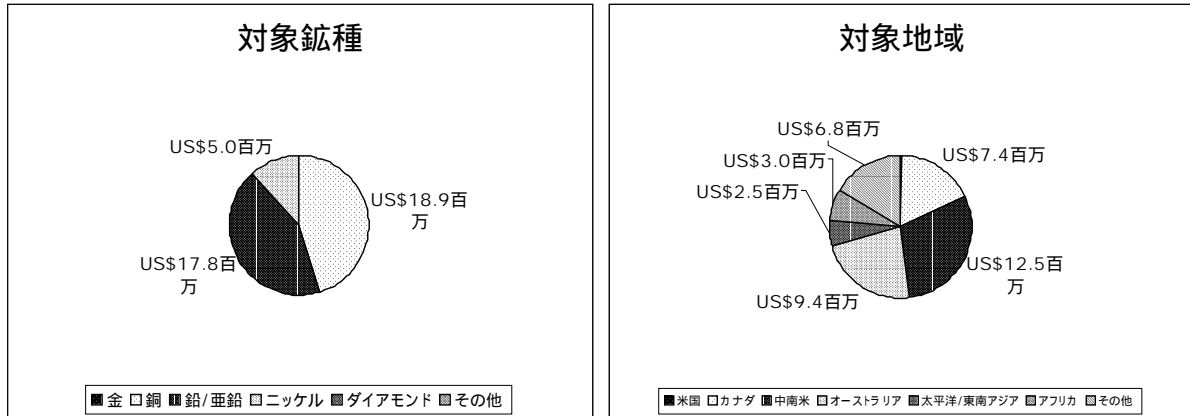 対象鉱種
US$5.0百万
US$18.9百
万
US$17.8百
万
金 銅 鉛/亜鉛 ニッケル ダイアモンド その他
対象地域
US$6.8百万
US$7.4百万
US$3.0百万
US$2.5百万
US$12.5百
万
US$9.4百万
米国 カナダ 中南米 オーストラリア 太平洋/東南アジア アフリカ その他